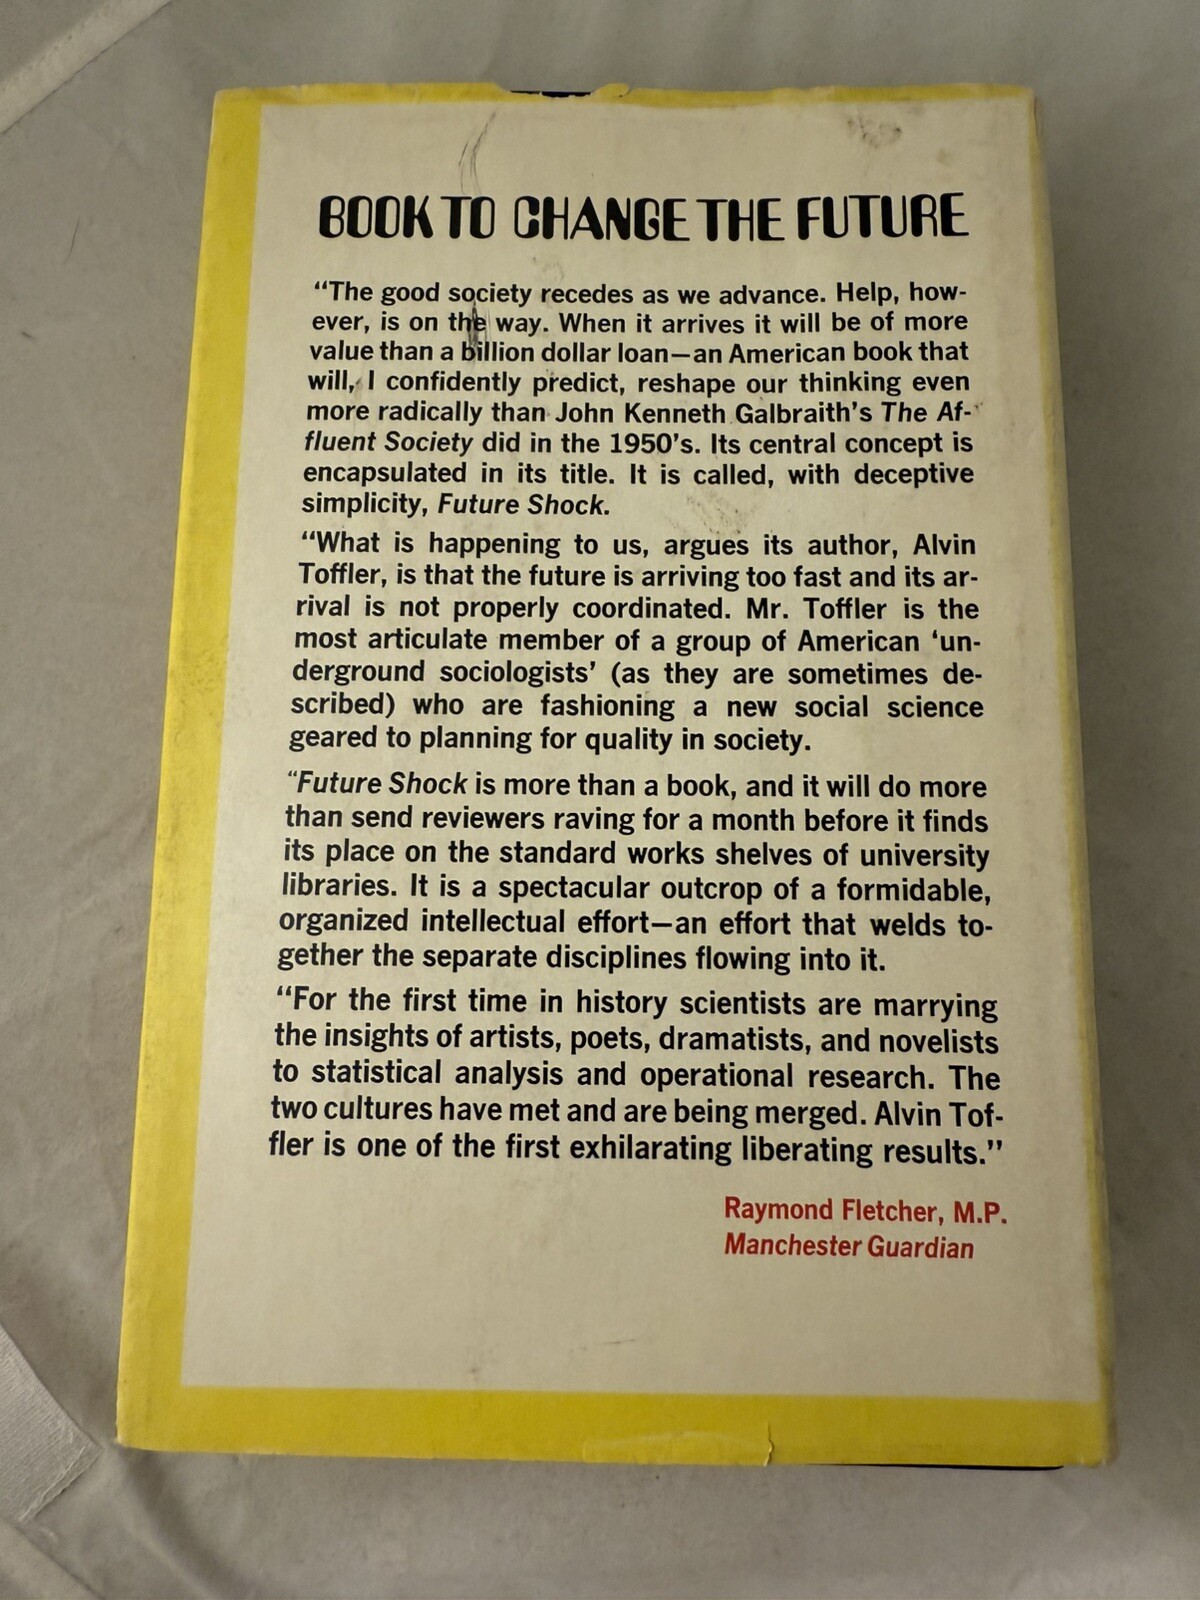 BOOK TO CHANGE THE FUTURE
“The good society recedes as we advance. Help, how-
ever, is on the way. When it arrives it will be of more
value than a billion dollar loan—an American book that
will, I confidently predict, reshape our thinking even
more radically than John Kenneth Galbraith’s The Af-
fluent Society did in the 1950’s. Its central concept is
encapsulated in its title. It is called, with deceptive
simplicity, Future Shock.
“What is happening to us, argues its author, Alvin
Toffler, is that the future is arriving too fast and its ar-
rival is not properly coordinated. Mr. Toffler is the
most articulate member of a group of American ‘un-
derground sociologists’ (as they are sometimes de-
scribed) who are fashioning a new social science
geared to planning for quality in society.
“Future Shock is more than a book, and it will do more
than send reviewers raving for a month before it finds
its place on the standard works shelves of university
libraries. It is a spectacular outcrop of a formidable,
organized intellectual effort—an effort that welds to-
gether the separate disciplines flowing into it.
“For the first time in history scientists are marrying
the insights of artists, poets, dramatists, and novelists
to statistical analysis and operational research. The
two cultures have met and are being merged. Alvin Tof-
fler is one of the first exhilarating liberating results.”
Raymond Fletcher, M.P.
Manchester Guardian